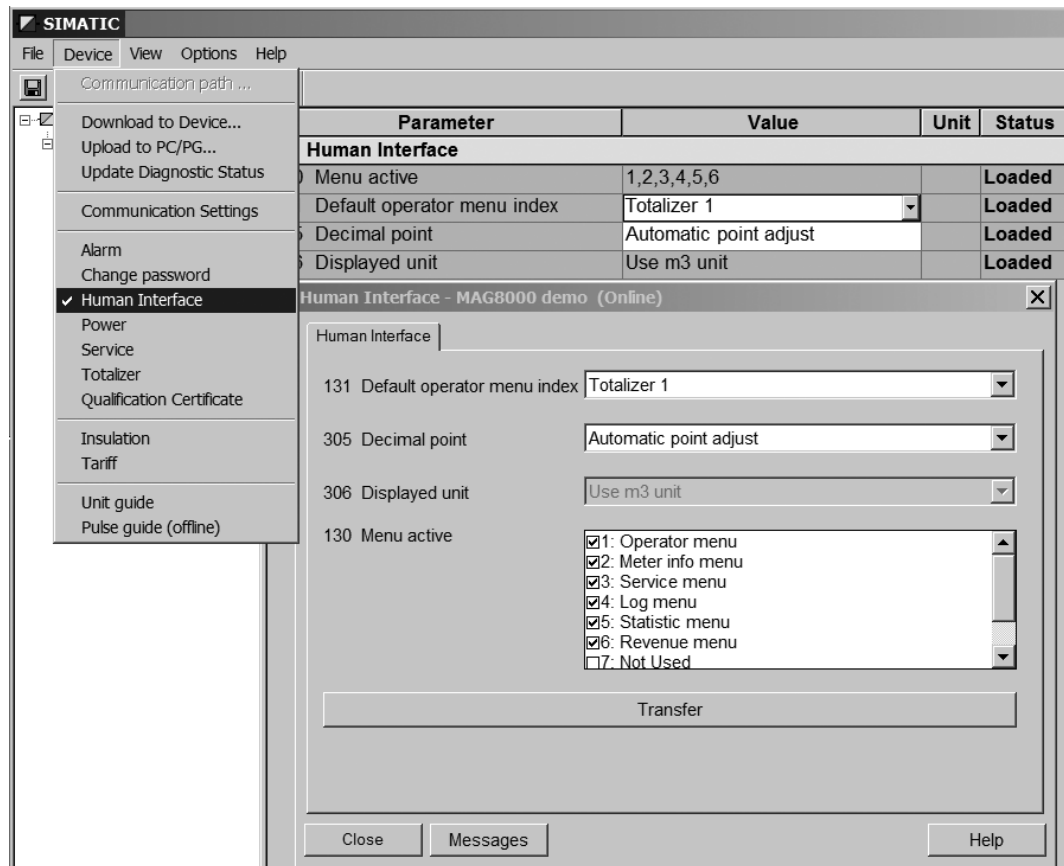 SIMATIC
File Device View Options Help
Communication path ...
Download to Device...
Upload to PC/PG...
Update Diagnostic Status
Communication Settings
Alarm
Change password
Human Interface
Power
Service
Totalizer
Qualification Certificate
Insulation
Tariff
Unit guide
Pulse guide (offline)
Parameter Value Unit Status
Human Interface
Menu active 1,2,3,4,5,6 Loaded
Default operator menu index Totalizer 1 Loaded
Decimal point Automatic point adjust Loaded
Displayed unit Use m3 unit Loaded
Human Interface - MAG8000 demo (Online)
Human Interface
131 Default operator menu index Totalizer 1
305 Decimal point Automatic point adjust
306 Displayed unit Use m3 unit
130 Menu active
1: Operator menu
2: Meter info menu
3: Service menu
4: Log menu
5: Statistic menu
6: Revenue menu
7: Not Used
Transfer
Close Messages Help